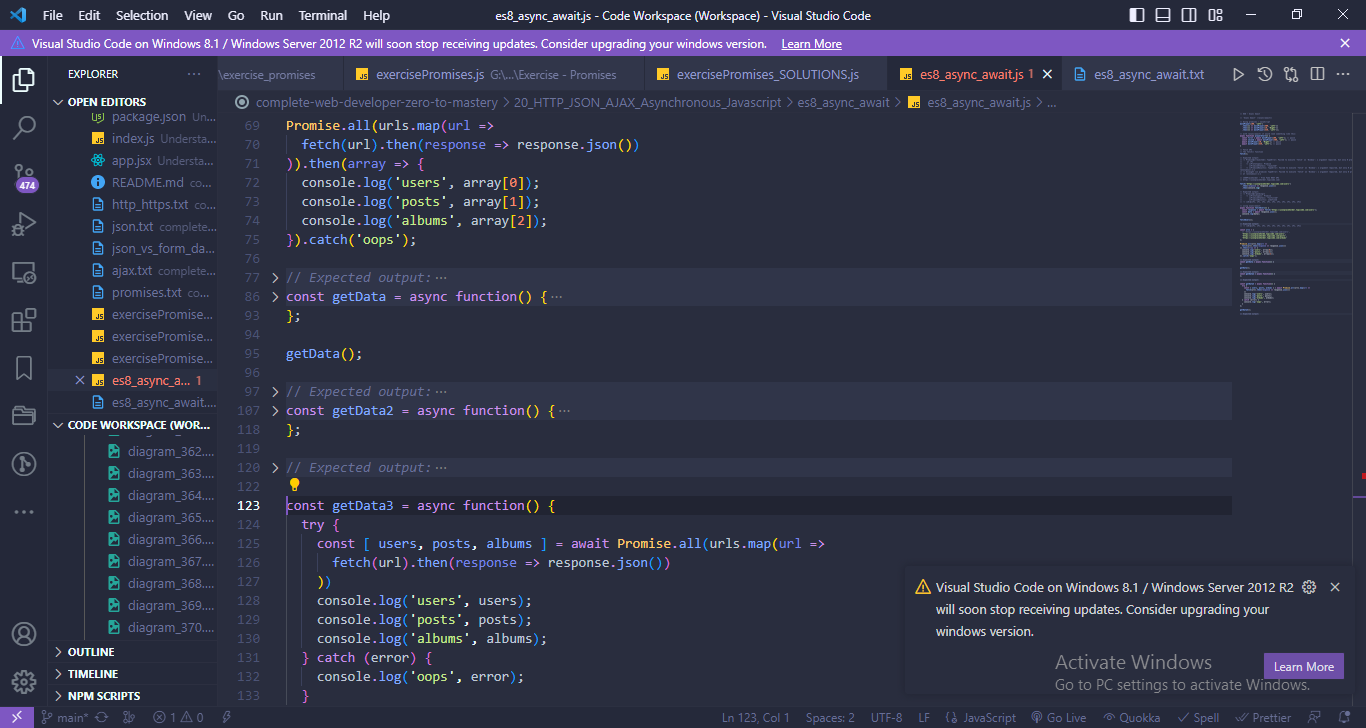 File Edit Selection View Go Run Terminal Help
es8_async_await.js - Code Workspace (Workspace) - Visual Studio Code
Visual Studio Code on Windows 8.1 / Windows Server 2012 R2 will soon stop receiving updates. Consider upgrading your windows version. Learn More
EXPLORER
\exercise_promises
JS exercisePromises.js G:\...\Exercise - Promises
JS exercisePromises_SOLUTIONS.js
JS es8_async_await.js 1
es8_async_await.txt
complete-web-developer-zero-to-mastery > 20_HTTP_JSON_AJAX_Asynchronous_Javascript > es8_async_await > JS es8_async_await.js > ...
OPEN EDITORS
package.json Un...
JS index.js Understa...
app.jsx Understa...
README.md co...
http_https.txt co...
json.txt complete...
json_vs_form_da...
ajax.txt complete...
promises.txt co...
JS exercisePromise...
JS exercisePromise...
JS exercisePromise...
JS es8_async_a... 1
es8_async_await....
CODE WORKSPACE (WOR...
diagram_362....
diagram_363....
diagram_364....
diagram_365....
diagram_366....
diagram_367....
diagram_368....
diagram_369....
diagram_370....
OUTLINE
TIMELINE
NPM SCRIPTS
474
69 Promise.all(urls.map(url =>
70 fetch(url).then(response => response.json())
71 )).then(array => {
72 console.log('users', array[0]);
73 console.log('posts', array[1]);
74 console.log('albums', array[2]);
75 }).catch('oops');
76
77 // Expected output: ...
86 const getData = async function() { ...
93 };
94
95 getData();
96
97 // Expected output: ...
107 const getData2 = async function() { ...
118 };
119
120 // Expected output: ...
122
123 const getData3 = async function() {
124 try {
125 const [ users, posts, albums ] = await Promise.all(urls.map(url =>
126 fetch(url).then(response => response.json())
127 ))
128 console.log('users', users);
129 console.log('posts', posts);
130 console.log('albums', albums);
131 } catch (error) {
132 console.log('oops', error);
133 }
Visual Studio Code on Windows 8.1 / Windows Server 2012 R2
will soon stop receiving updates. Consider upgrading your
windows version.
Learn More
Activate Windows
Go to PC settings to activate Windows.
main* 1 0
Ln 123, Col 1 Spaces: 2 UTF-8 LF {} JavaScript Go Live Quokka Spell Prettier